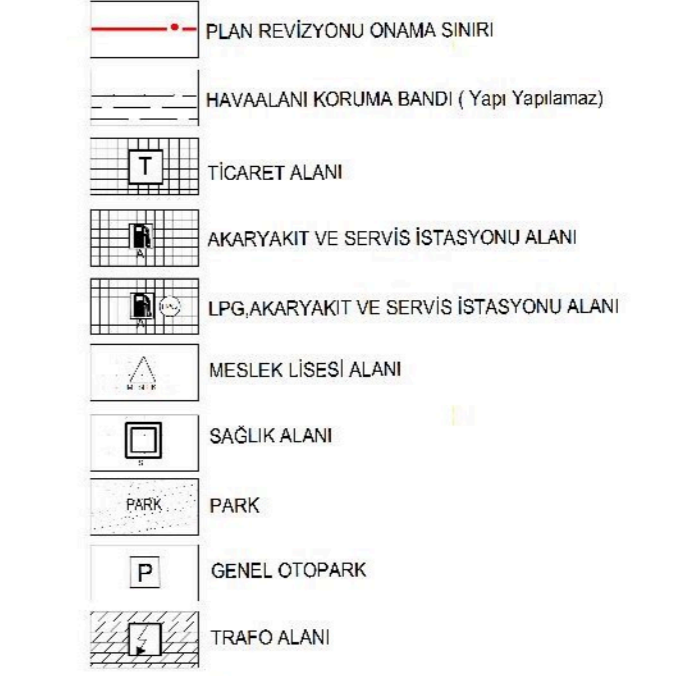 PLAN REVİZYONU ONAMA SINIRI
HAVAALANI KORUMA BANDI ( Yapı Yapılamaz)
T TİCARET ALANI
AKARYAKIT VE SERVİS İSTASYONU ALANI
LPG,AKARYAKIT VE SERVİS İSTASYONU ALANI
MESLEK LİSESİ ALANI
S SAĞLIK ALANI
PARK PARK
P GENEL OTOPARK
TRAFO ALANI